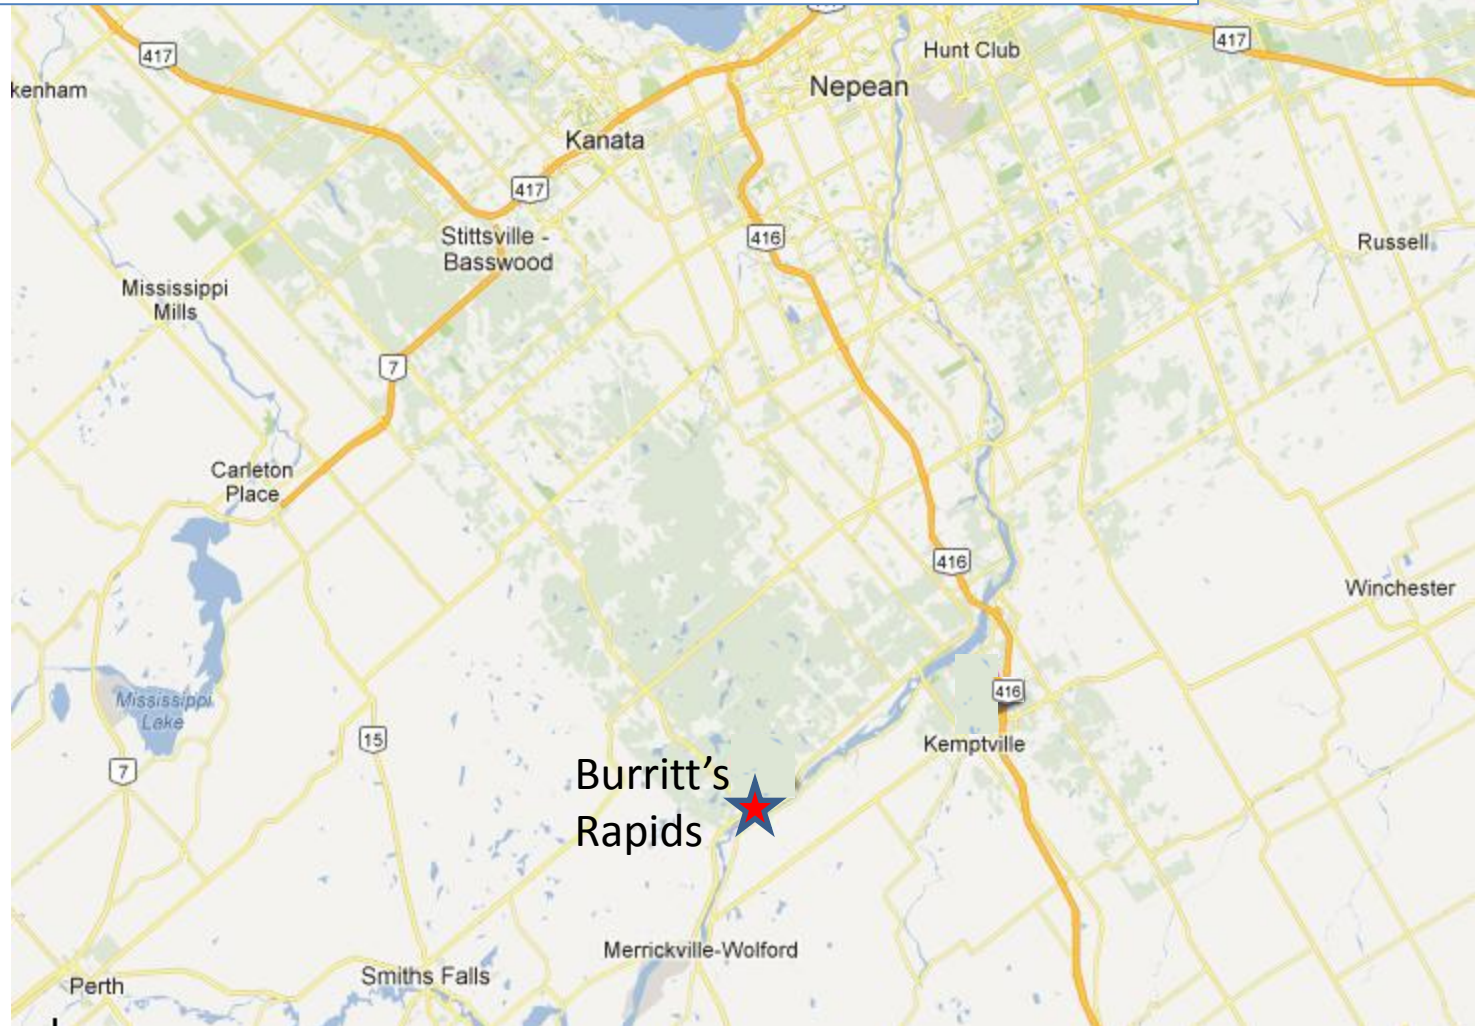 417
Hunt Club
417
kenham
Nepean
Kanata
417
Stittsville -
Basswood
416
Russell
Mississippi
Mills
7
Carleton
Place
416
Winchester
Mississippi
Lake
416
15
Kemptville
7
Burritt's
Rapids
Merrickville-Wolford
Smiths Falls
Perth